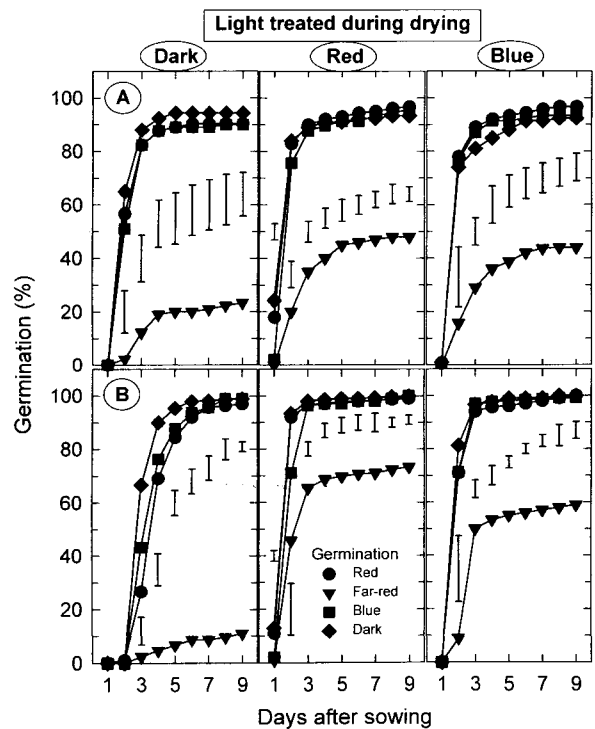 Light treated during drying
Dark Red Blue
A
100
80
60
40
20
0
B
100
80
60
40
20
0
Germination (%)
Germination
Red
Far-red
Blue
Dark
1 3 5 7 9 1 3 5 7 9 1 3 5 7 9
Days after sowing